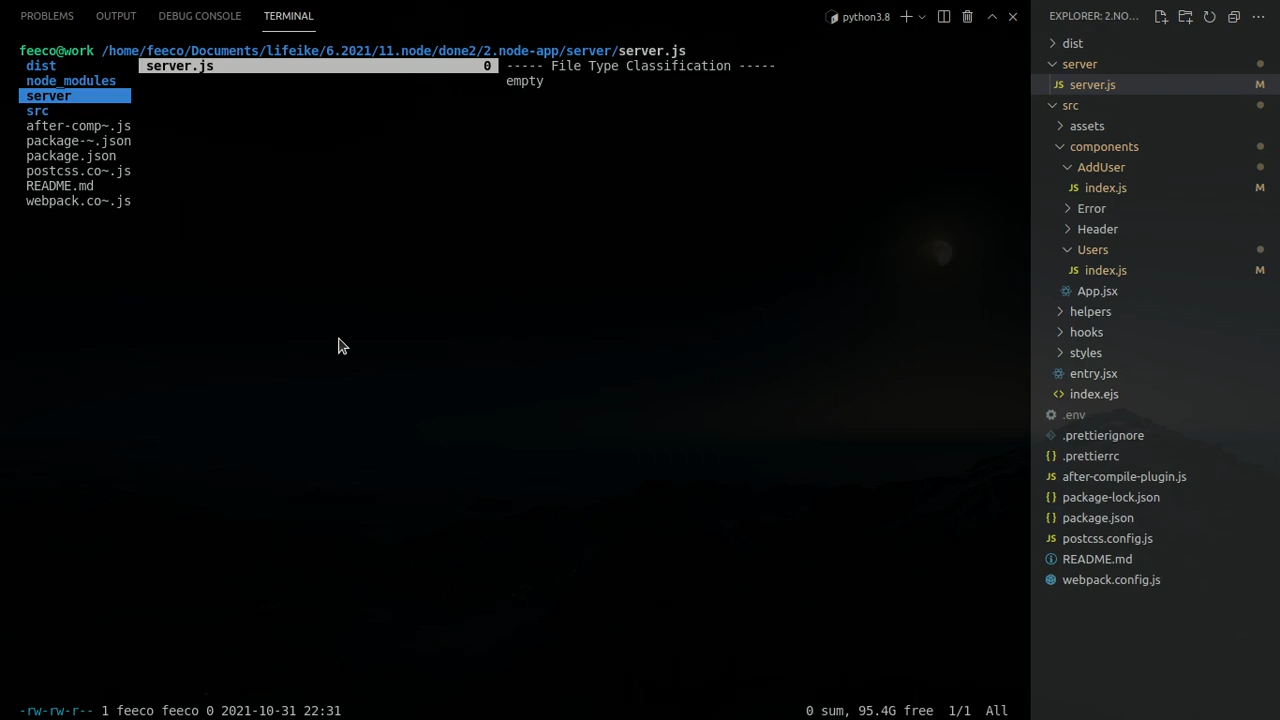 PROBLEMS OUTPUT DEBUG CONSOLE TERMINAL python3.8
feeco@work /home/feeco/Documents/lifeike/6.2021/11.node/done2/2.node-app/server/server.js
dist server.js 0 ----- File Type Classification -----
node_modules empty
server
src
after-comp~.js
package-~.json
package.json
postcss.co~.js
README.md
webpack.co~.js
-rw-rw-r-- 1 feeco feeco 0 2021-10-31 22:31 0 sum, 95.4G free 1/1 All
EXPLORER: 2.NO...
dist
server
JS server.js M
src
assets
components
AddUser
JS index.js M
Error
Header
Users
JS index.js M
App.jsx
helpers
hooks
styles
entry.jsx
<> index.ejs
.env
.prettierignore
{} .prettierrc
JS after-compile-plugin.js
{} package-lock.json
{} package.json
JS postcss.config.js
README.md
webpack.config.js